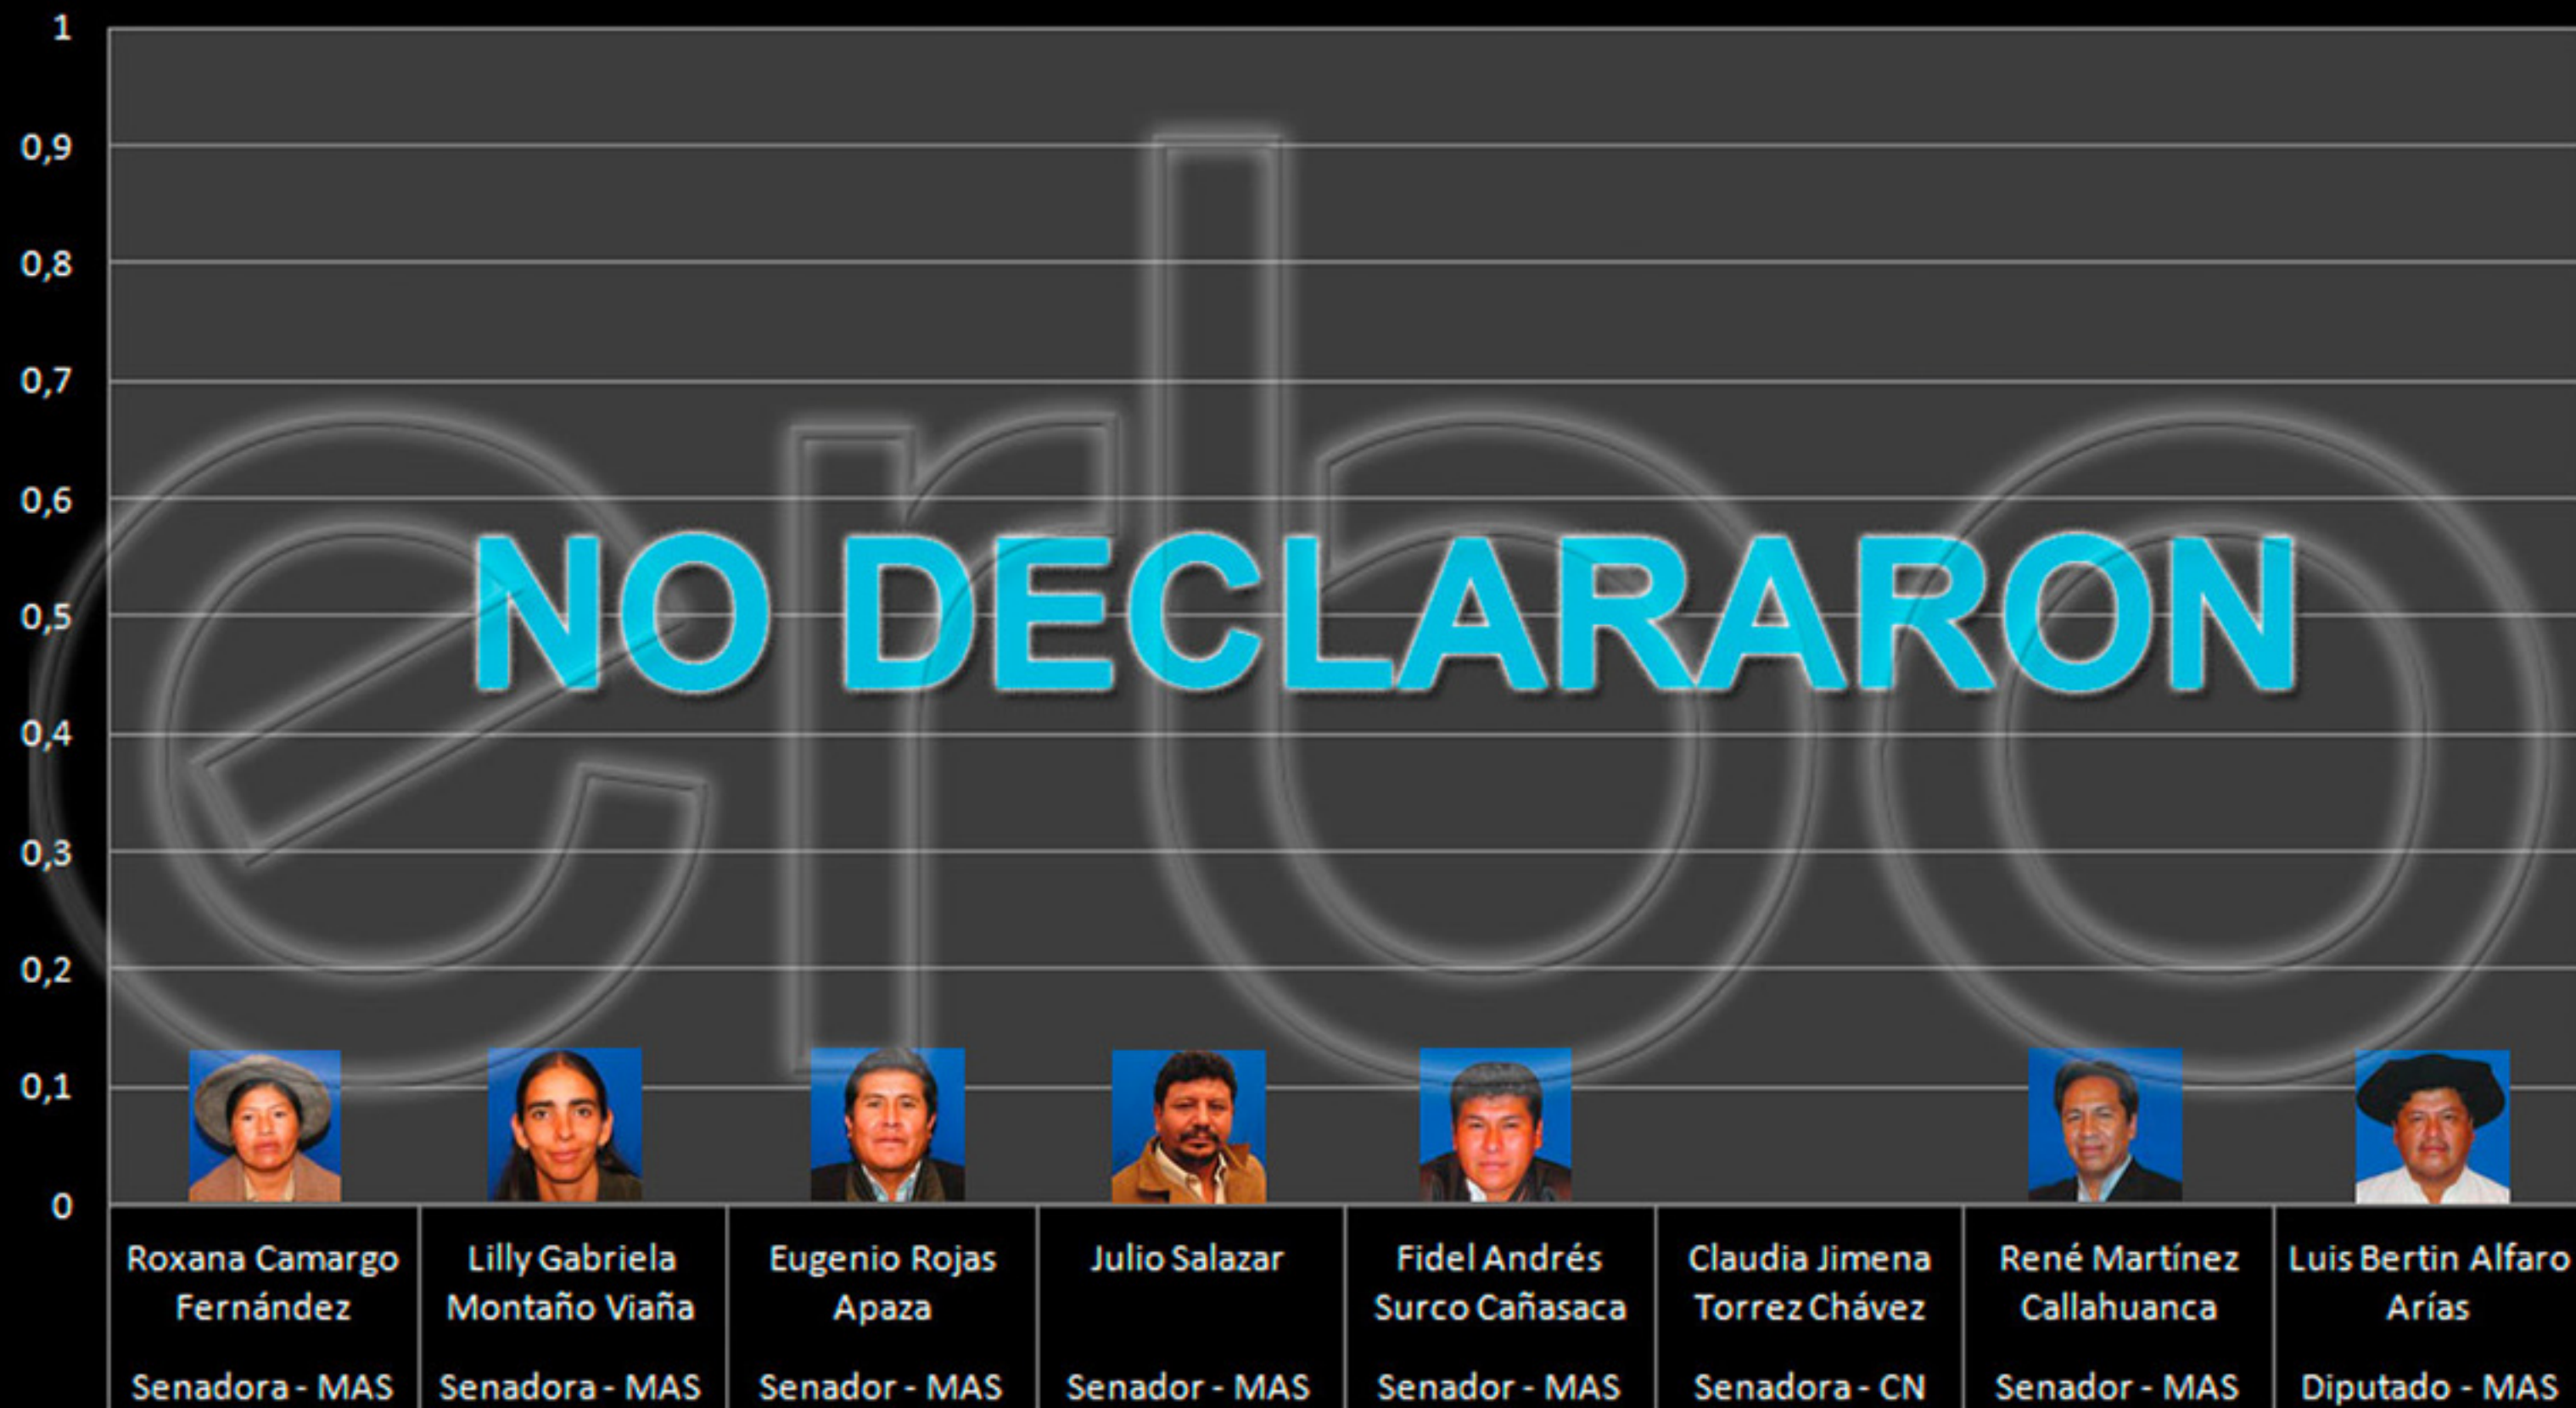 1
0,9
0,8
0,7
0,6
0,5
0,4
0,3
0,2
0,1
0
erbo
NO DECLARARON
Roxana Camargo
Fernández
Senadora - MAS
Lilly Gabriela
Montaño Viaña
Senadora - MAS
Eugenio Rojas
Apaza
Senador - MAS
Julio Salazar
Senador - MAS
Fidel Andrés
Surco Cañasaca
Senador - MAS
Claudia Jimena
Torrez Chávez
Senadora - CN
René Martínez
Callahuanca
Senador - MAS
Luis Bertin Alfaro
Arías
Diputado - MAS